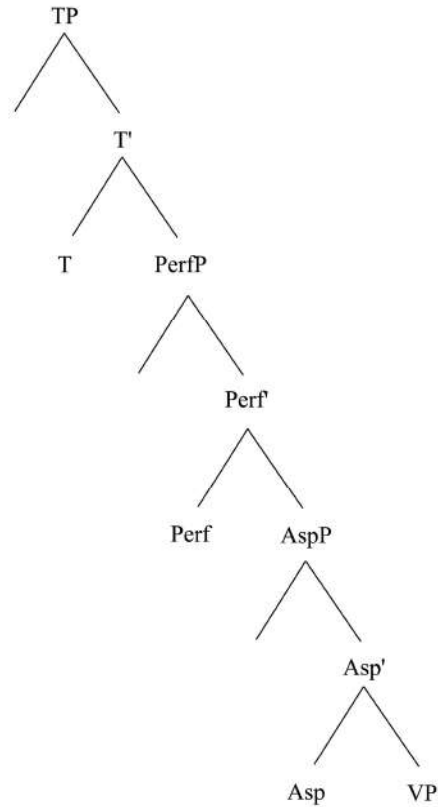 TP
T'
T PerfP
Perf'
Perf AspP
Asp'
Asp VP